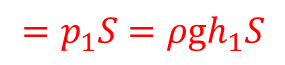 = p₁S = ρgh₁S